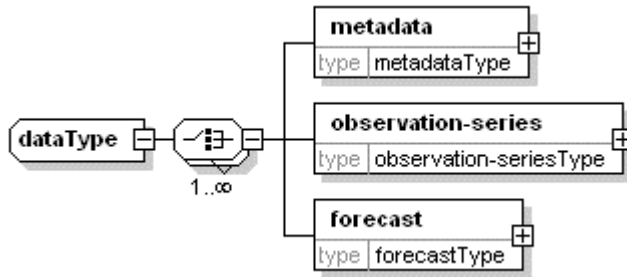 metadata
type metadataType
observation-series
dataType
type observation-seriesType
1..∞
forecast
type forecastType